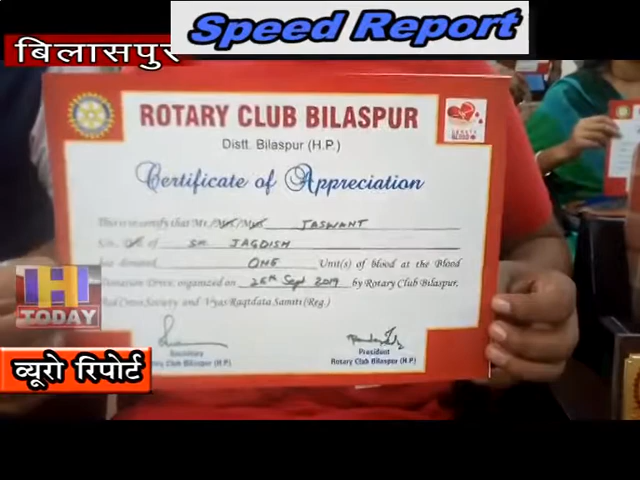 Speed Report
बिलासपुर
ROTARY CLUB BILASPUR
Distt. Bilaspur (H.P.)
Certificate of Appreciation
This is to certify that Mr./Mrs/Miss JASWANT
of SH. JAGDISH
has donated ONE Unit(s) of blood at the Blood
Donation Drive organized on 25th Sept 2019 by Rotary Club Bilaspur,
Red Cross Society and Vyas Raqtdata Samiti (Reg.)
Secretary
Rotary Club Bilaspur (H.P.)
President
Rotary Club Bilaspur (H.P.)
H TODAY
व्यूरो रिपोर्ट